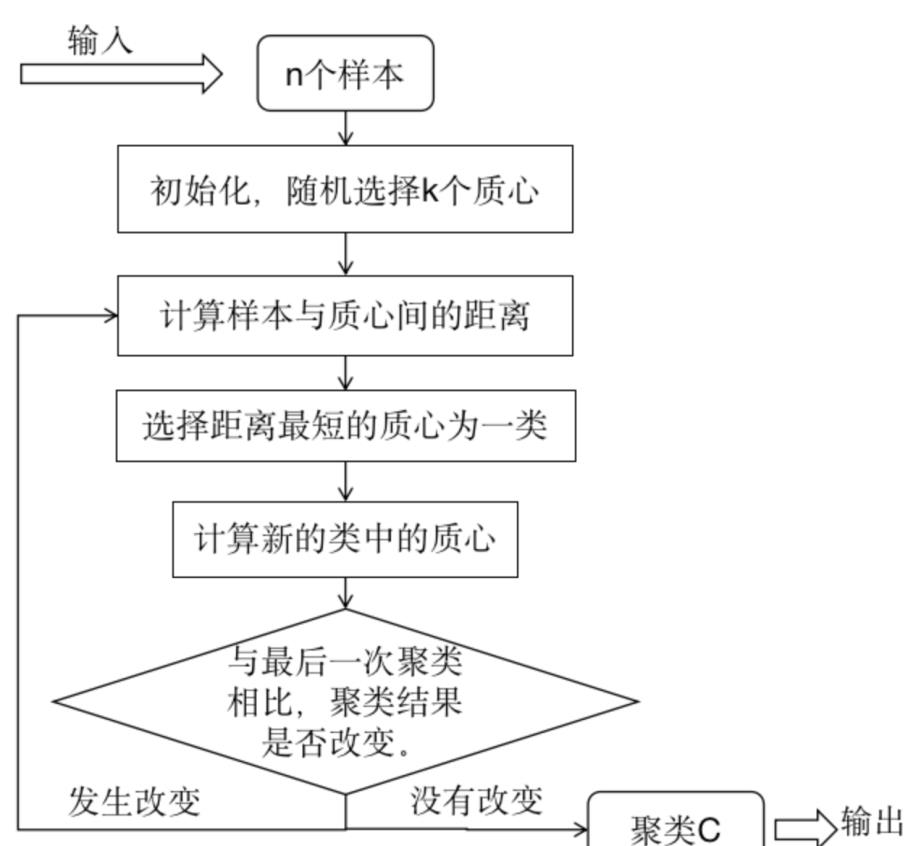 输入
n个样本
初始化，随机选择k个质心
计算样本与质心间的距离
选择距离最短的质心为一类
计算新的类中的质心
与最后一次聚类
相比，聚类结果
是否改变。
发生改变
没有改变
聚类C
输出